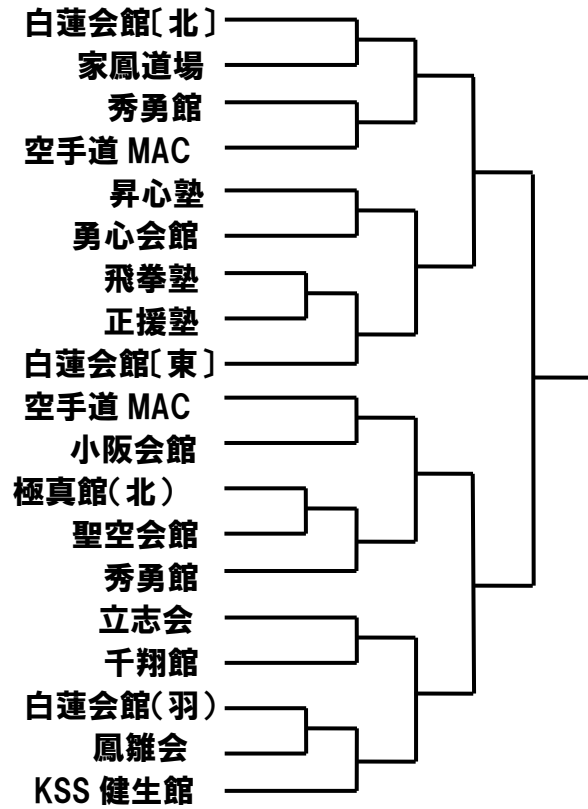 白蓮会館〔北〕
家鳳道場
秀勇館
空手道 MAC
昇心塾
勇心会館
飛拳塾
正援塾
白蓮会館〔東〕
空手道 MAC
小阪会館
極真館(北)
聖空会館
秀勇館
立志会
千翔館
白蓮会館(羽)
鳳雛会
KSS 健生館